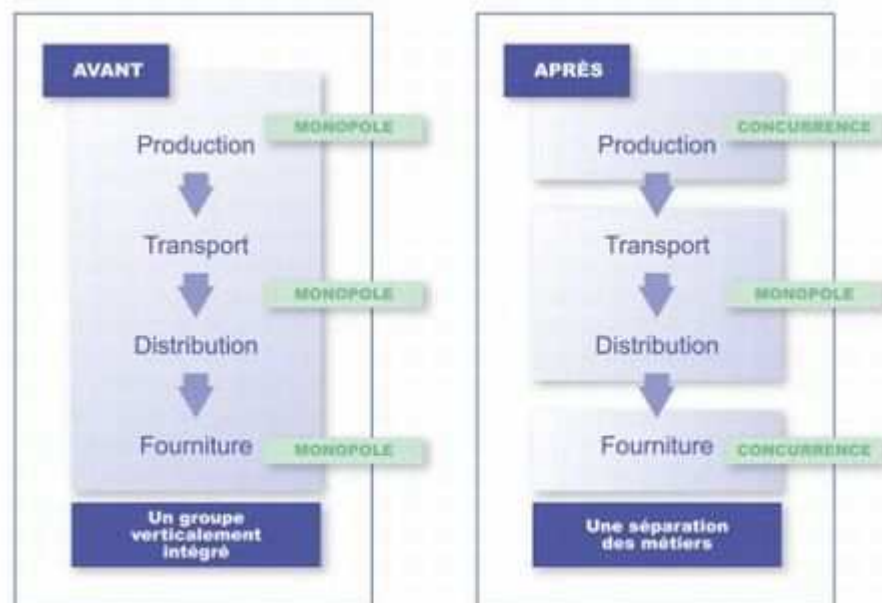 AVANT
MONOPOLE
Production
Transport
MONOPOLE
Distribution
Fourniture
MONOPOLE
Un groupe
verticalement
intégré
APRÈS
CONCURRENCE
Production
Transport
MONOPOLE
Distribution
Fourniture
CONCURRENCE
Une séparation
des métiers